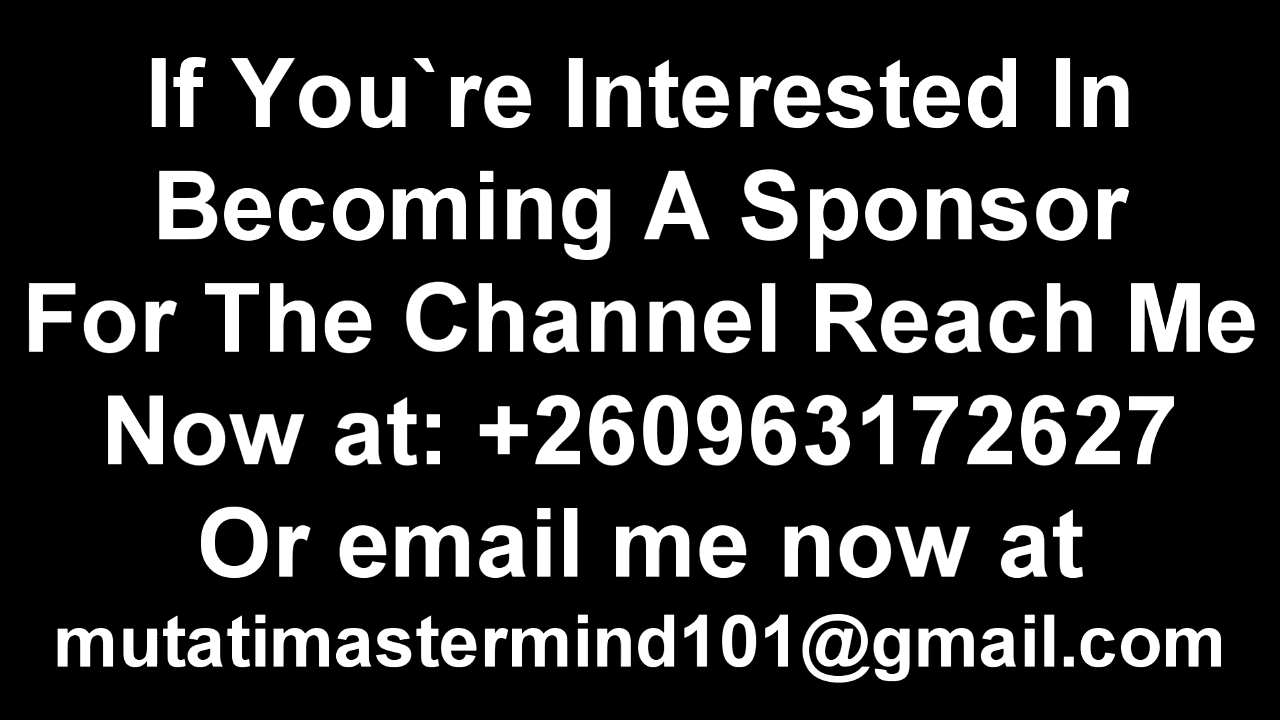 If You`re Interested In
Becoming A Sponsor
For The Channel Reach Me
Now at: +260963172627
Or email me now at
mutatimastermind101@gmail.com